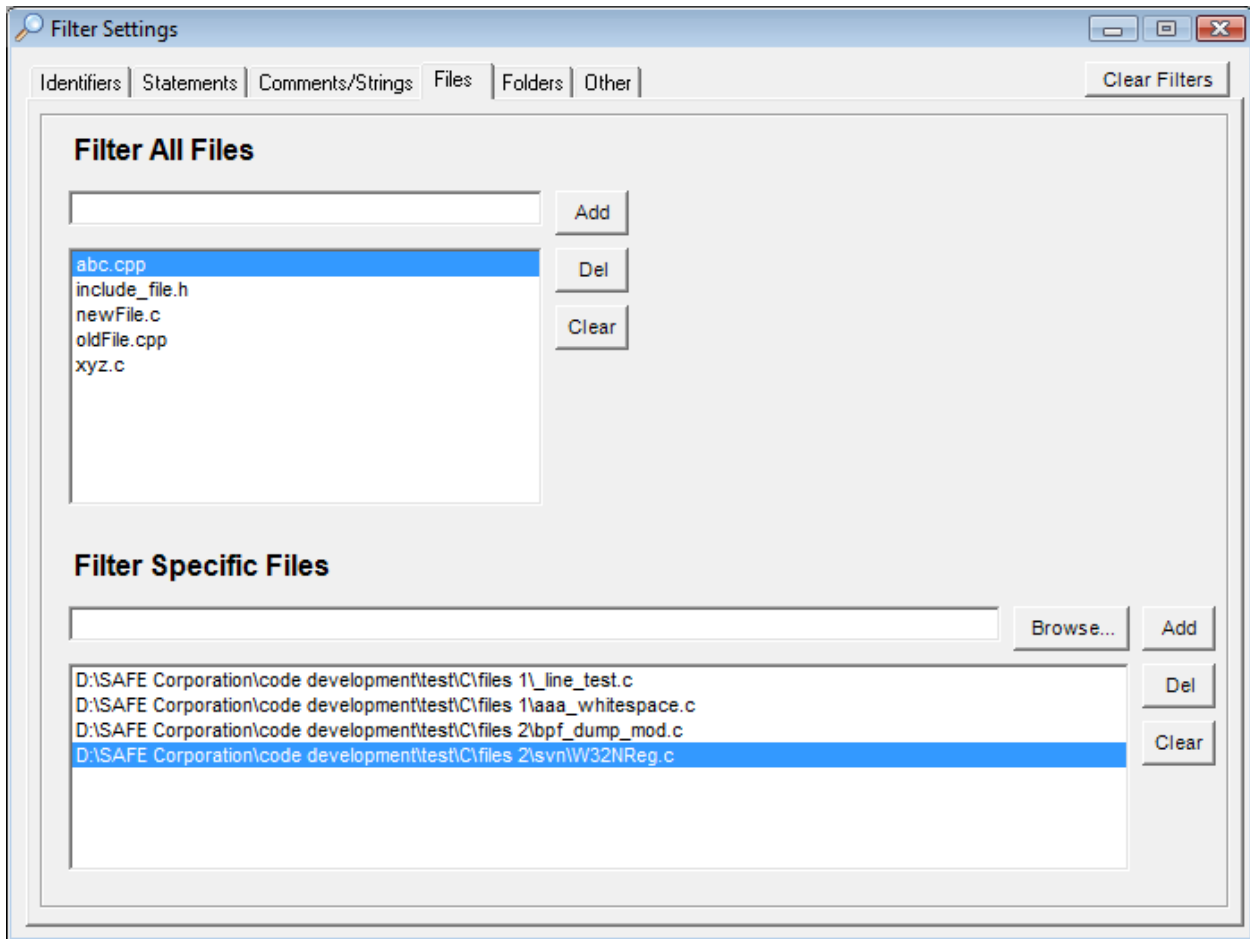 Filter Settings
Identifiers Statements Comments/Strings Files Folders Other Clear Filters
Filter All Files
Add
abc.cpp
Del
include_file.h
newFile.c
Clear
oldFile.cpp
xyz.c
Filter Specific Files
Browse... Add
D:\SAFE Corporation\code development\test\C\files 1\_line_test.c
Del
D:\SAFE Corporation\code development\test\C\files 1\aaa_whitespace.c
D:\SAFE Corporation\code development\test\C\files 2\bpf_dump_mod.c
Clear
D:\SAFE Corporation\code development\test\C\files 2\svn\W32NReg.c